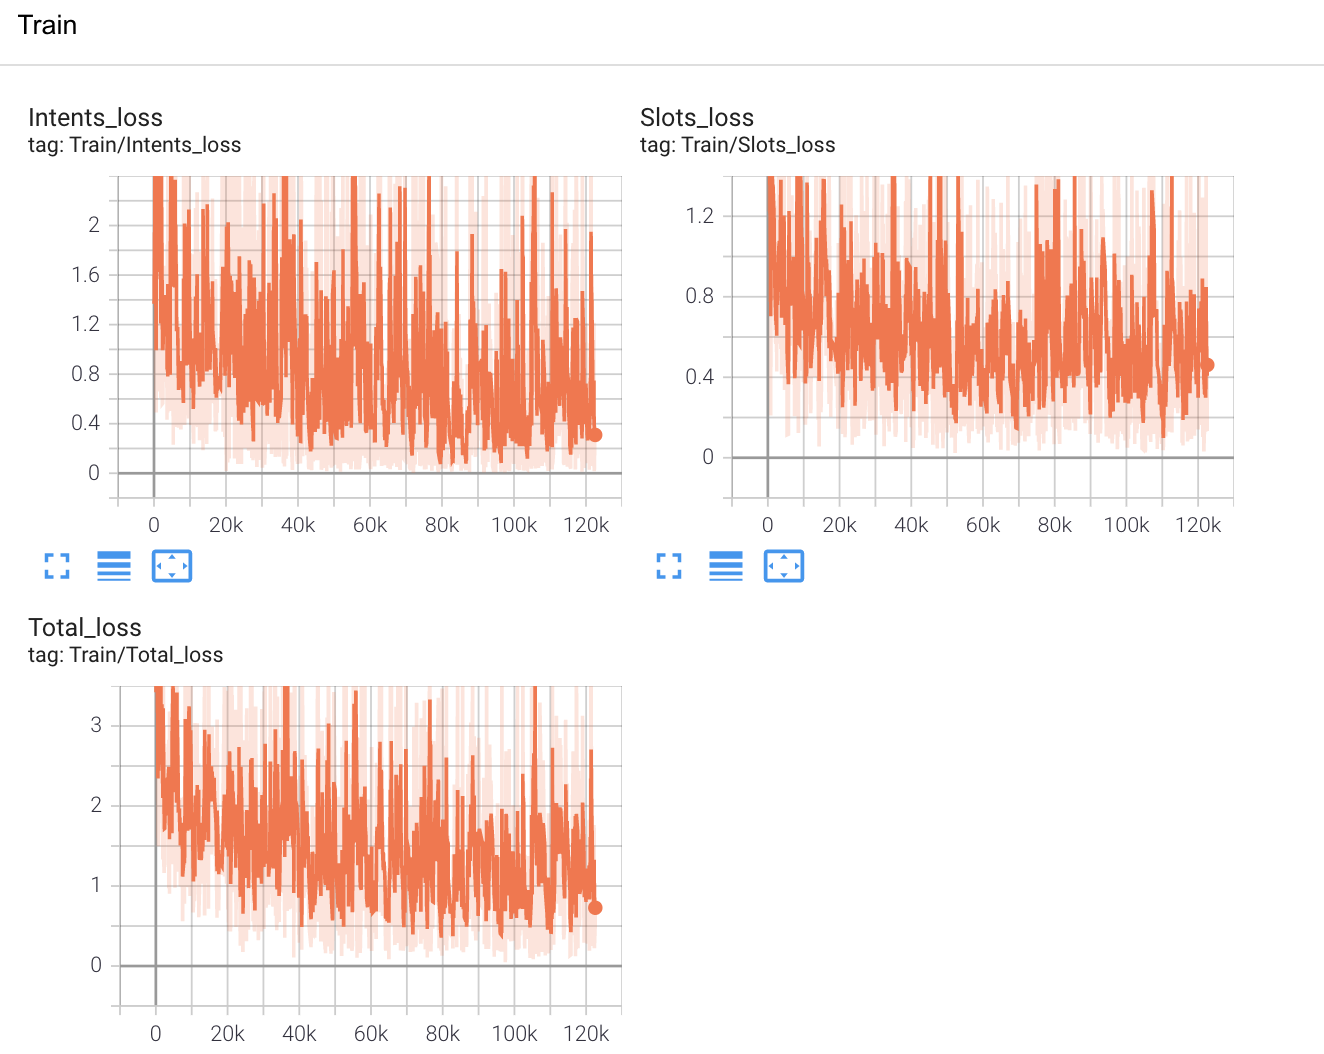 Train
Intents_loss
tag: Train/Intents_loss
2
1.6
1.2
0.8
0.4
0
0 20k 40k 60k 80k 100k 120k
Slots_loss
tag: Train/Slots_loss
1.2
0.8
0.4
0
0 20k 40k 60k 80k 100k 120k
Total_loss
tag: Train/Total_loss
3
2
1
0
0 20k 40k 60k 80k 100k 120k